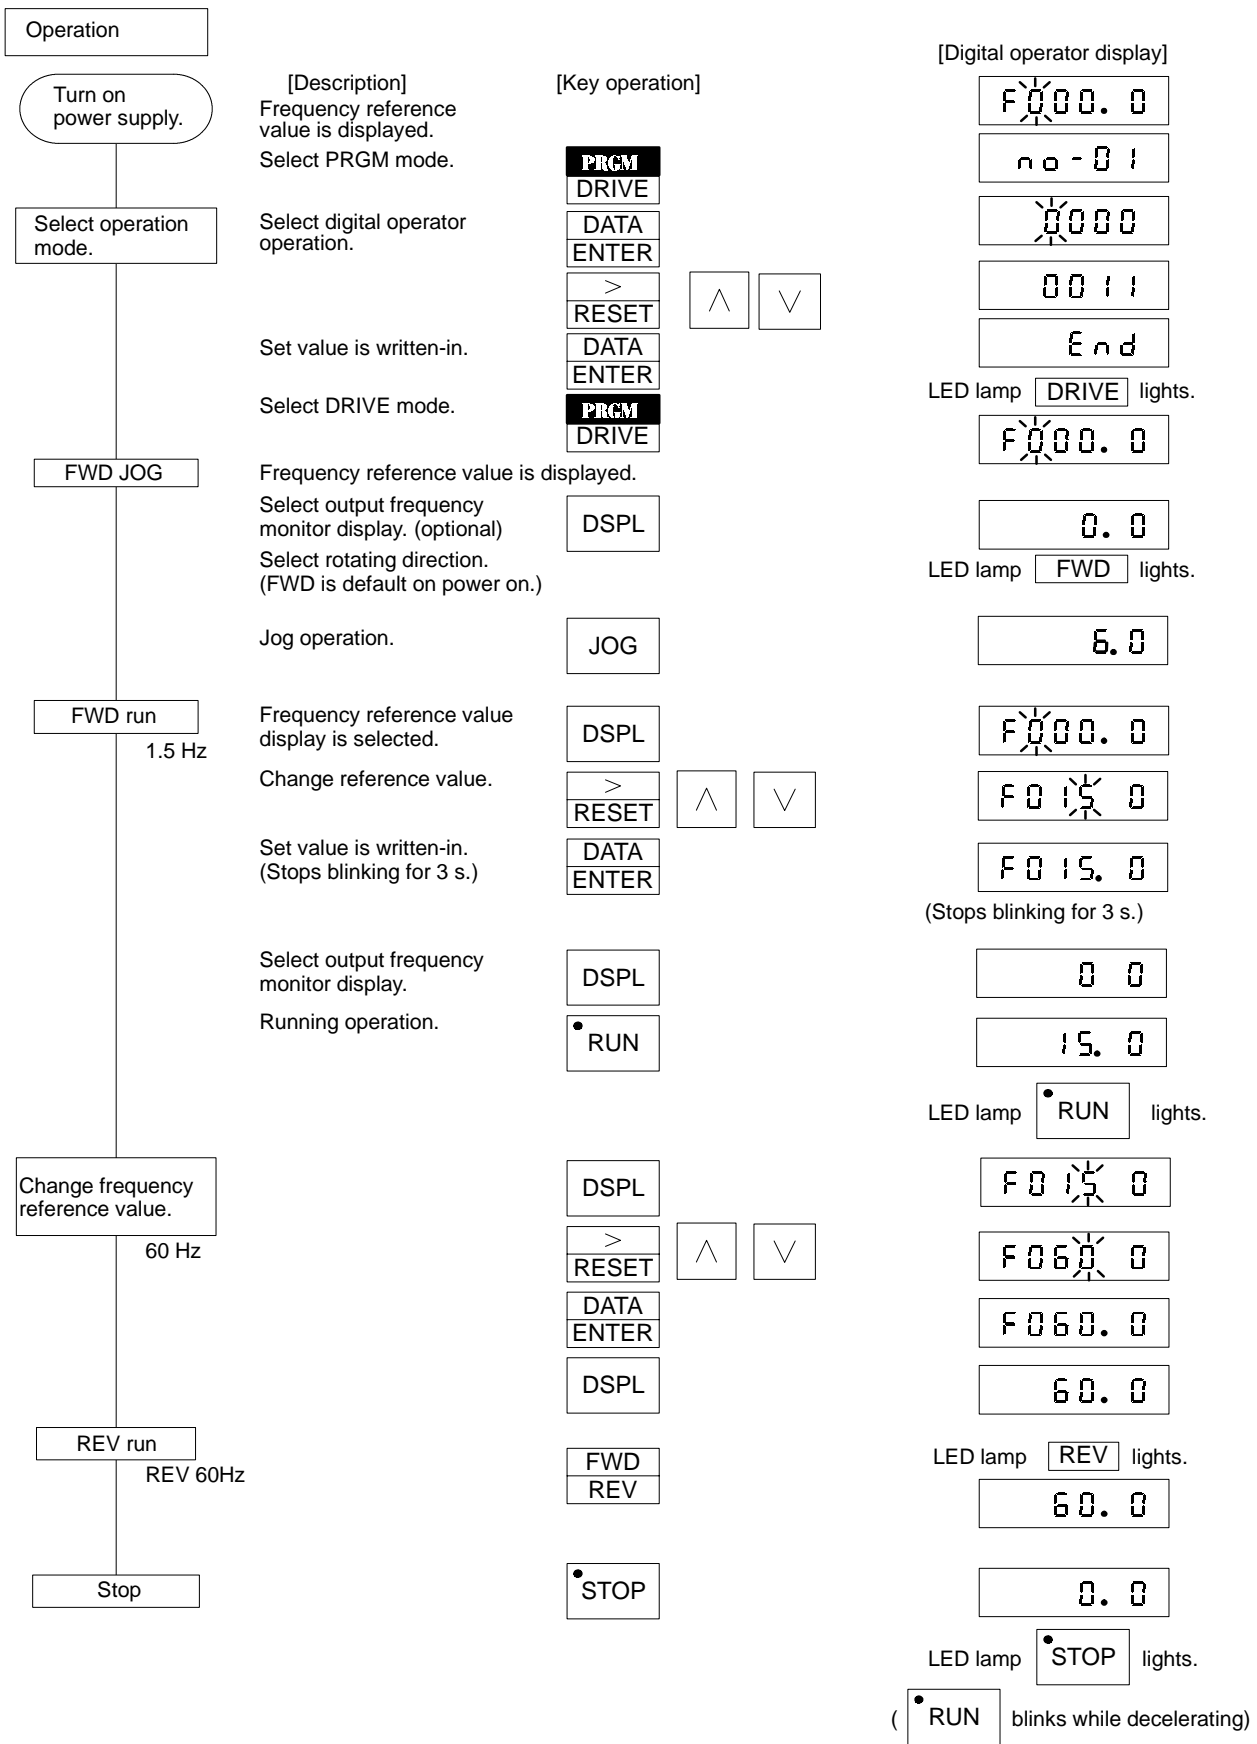 Operation
[Digital operator display]
[Description]
[Key operation]
Turn on
power supply.
Frequency reference
value is displayed.
F000.0
Select PRGM mode.
PRGM
DRIVE
no-01
Select operation
mode.
Select digital operator
operation.
DATA
ENTER
0000
>
RESET
∧
∨
0011
Set value is written-in.
DATA
ENTER
End
LED lamp DRIVE lights.
Select DRIVE mode.
PRGM
DRIVE
F000.0
FWD JOG
Frequency reference value is displayed.
Select output frequency
monitor display. (optional)
DSPL
0.0
Select rotating direction.
(FWD is default on power on.)
LED lamp FWD lights.
Jog operation.
JOG
6.0
FWD run
1.5 Hz
Frequency reference value
display is selected.
DSPL
F000.0
Change reference value.
>
RESET
∧
∨
F015 0
Set value is written-in.
(Stops blinking for 3 s.)
DATA
ENTER
F015.0
(Stops blinking for 3 s.)
Select output frequency
monitor display.
DSPL
0 0
Running operation.
RUN
15.0
LED lamp RUN lights.
Change frequency
reference value.
60 Hz
DSPL
F015 0
>
RESET
∧
∨
F060 0
DATA
ENTER
F060.0
DSPL
60.0
REV run
REV 60Hz
FWD
REV
LED lamp REV lights.
60.0
Stop
STOP
0.0
LED lamp STOP lights.
( RUN blinks while decelerating)